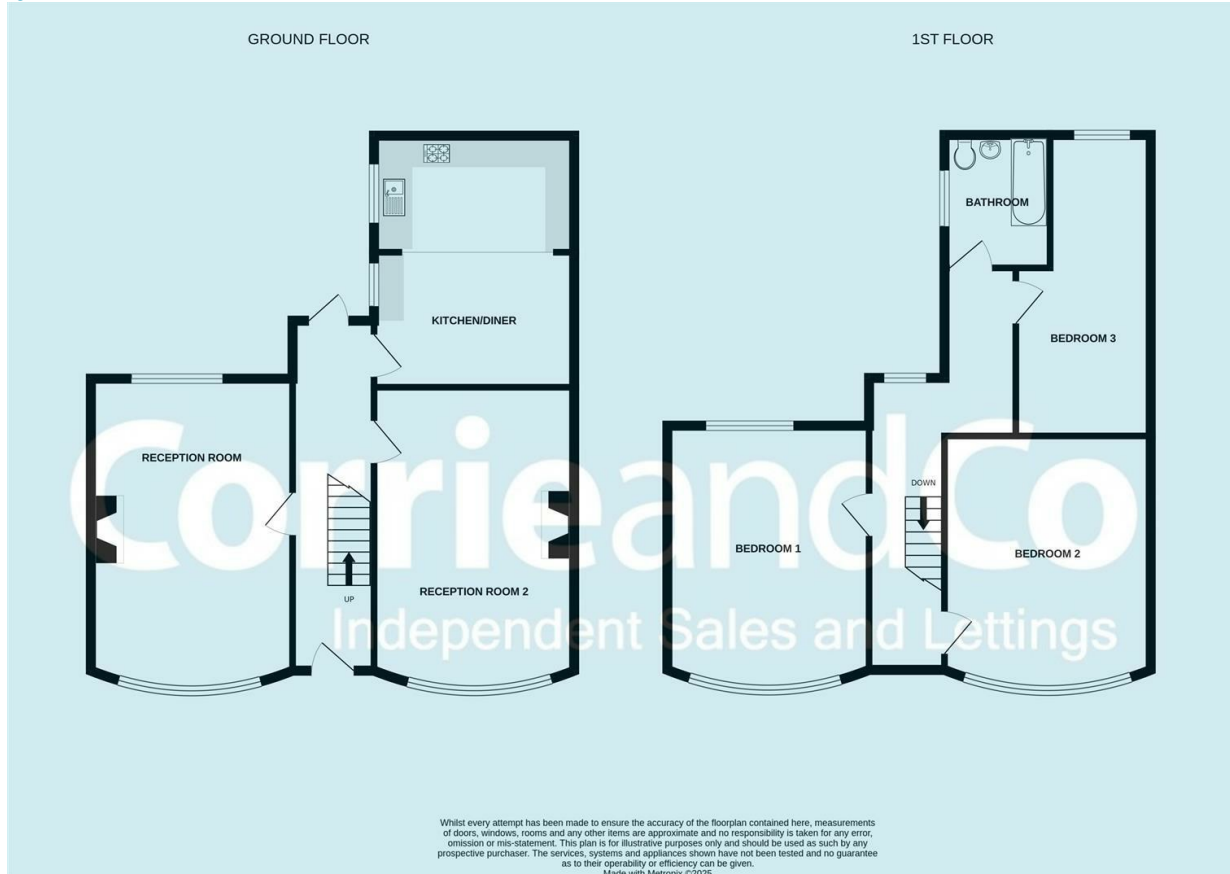 GROUND FLOOR
1ST FLOOR
BATHROOM
KITCHEN/DINER
BEDROOM 3
RECEPTION ROOM
DOWN
CorrieandCo
BEDROOM 1
BEDROOM 2
RECEPTION ROOM 2
UP
Independent Sales and Lettings
Whilst every attempt has been made to ensure the accuracy of the floorplan contained here, measurements
of doors, windows, rooms and any other items are approximate and no responsibility is taken for any error,
omission or mis-statement. This plan is for illustrative purposes only and should be used as such by any
prospective purchaser. The services, systems and appliances shown have not been tested and no guarantee
as to their operability or efficiency can be given.
Made with Metropix ©2025